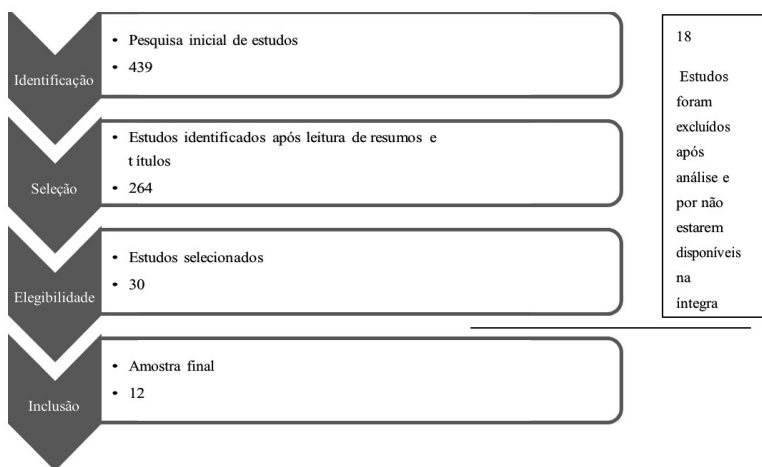 Identificação
• Pesquisa inicial de estudos
• 439
Seleção
• Estudos identificados após leitura de resumos e
t ítulos
• 264
Elegibilidade
• Estudos selecionados
• 30
Inclusão
• Amostra final
• 12
18
Estudos
foram
excluídos
após
análise e
por não
estarem
disponíveis
na
íntegra